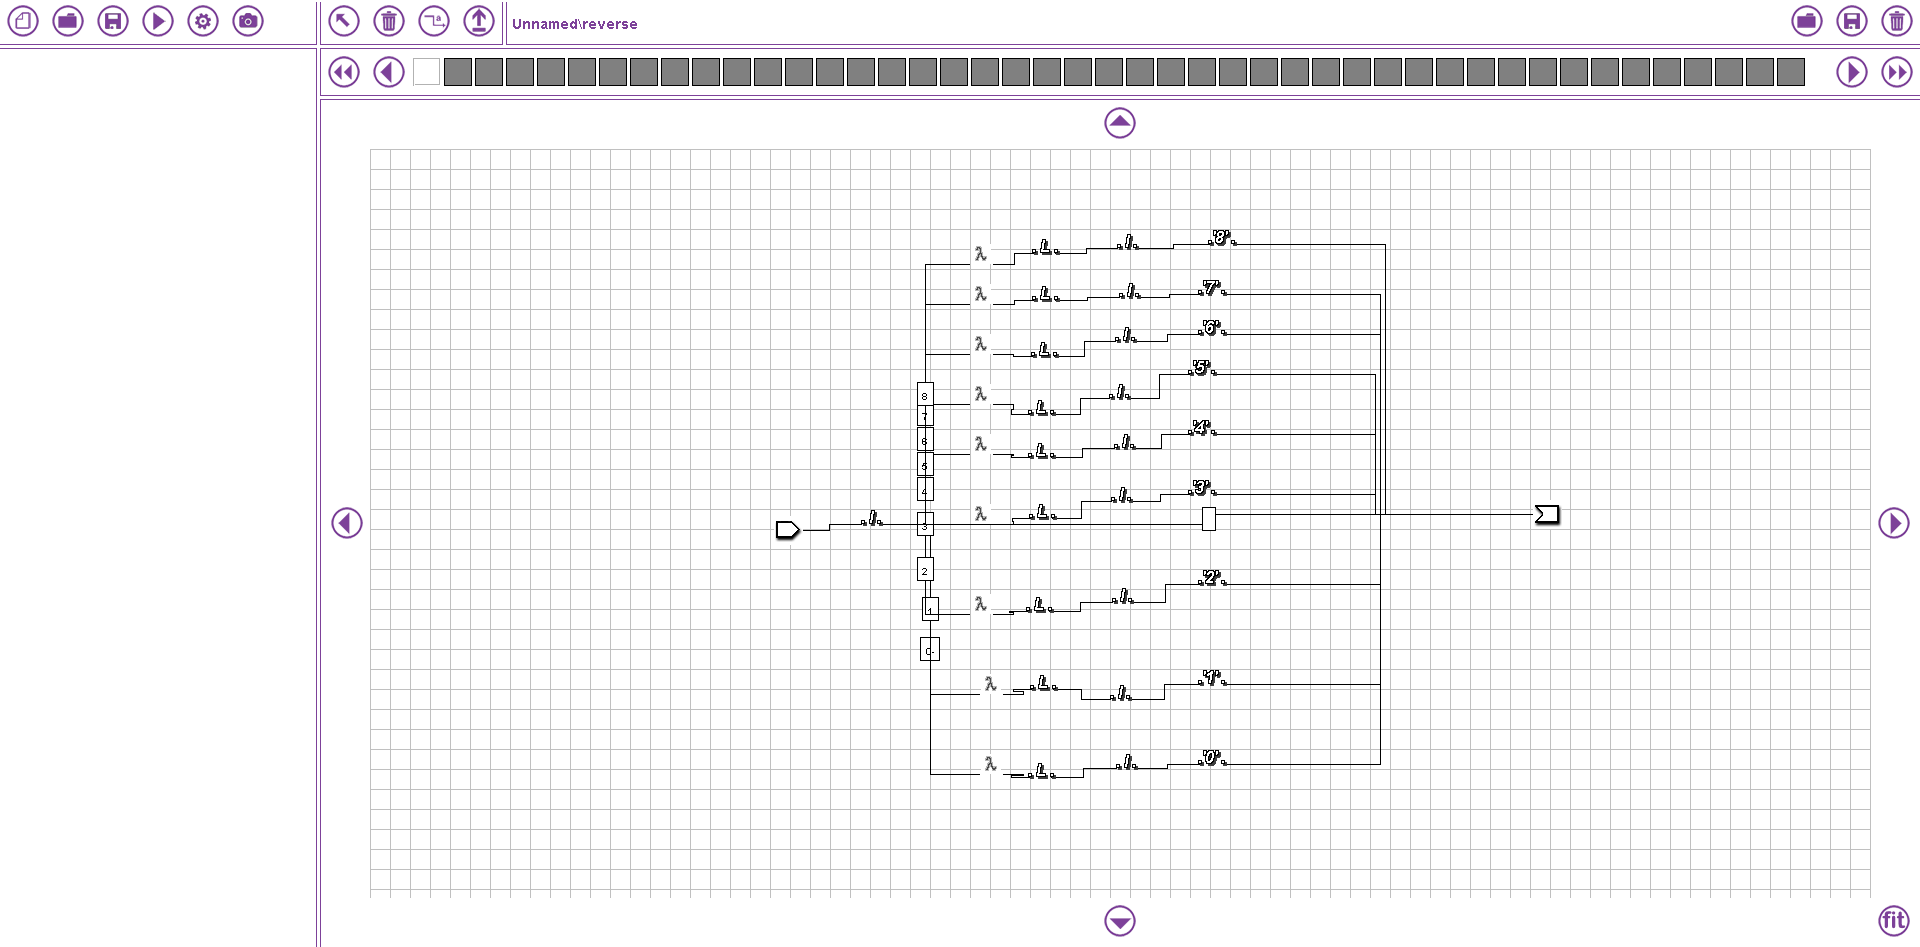 a
Unnamed\reverse
λ .L. .I. '8'.
λ .L. .I. '7'.
λ .L. .I. '6'.
λ .L. .I. '5'.
8
7
λ .L. .I. '4'.
6
5
4
λ .L. .I. '3'.
.I. 3
2
λ .L. .I. '2'.
1
λ .L. .I. '1'.
λ .L. .I. '0'.
fit